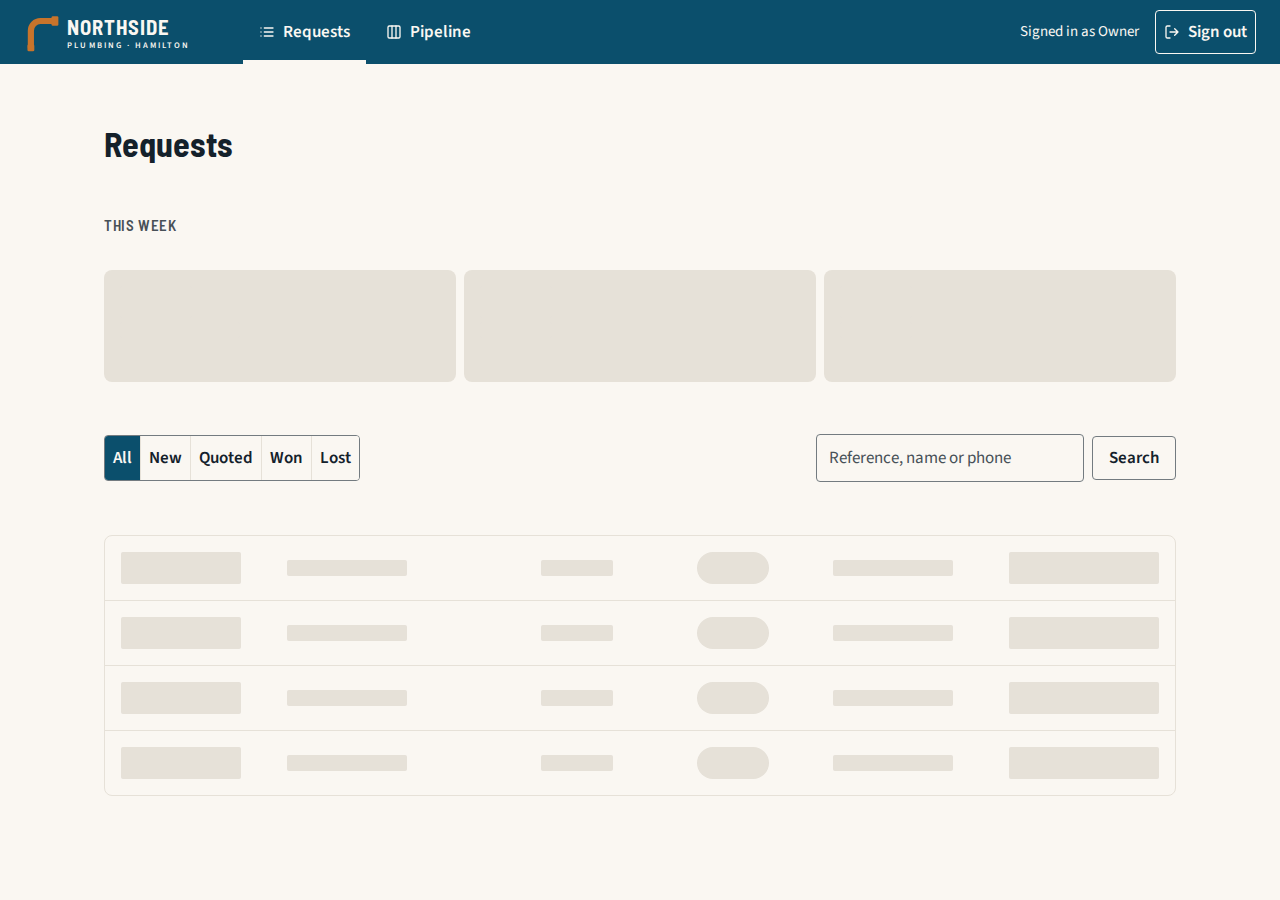 NORTHSIDE
PLUMBING - HAMILTON
Requests
Pipeline
Signed in as Owner
Sign out
Requests
THIS WEEK
All
New
Quoted
Won
Lost
Reference, name or phone
Search